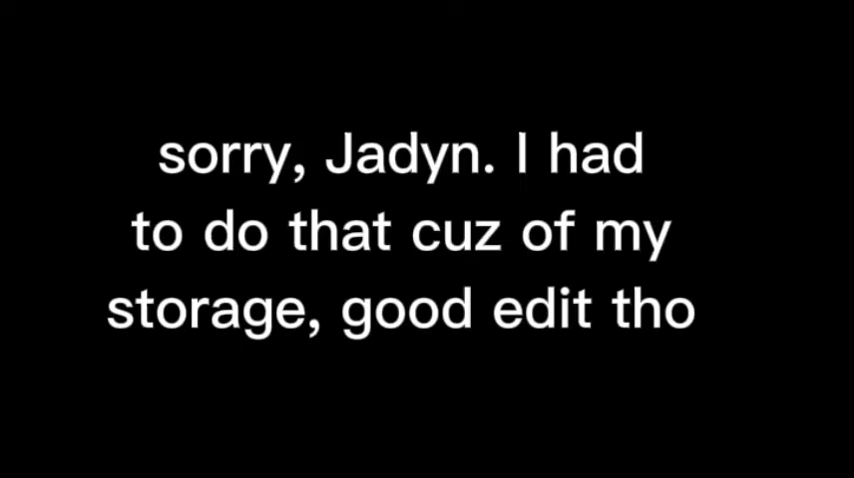 sorry, Jadyn. I had
to do that cuz of my
storage, good edit tho